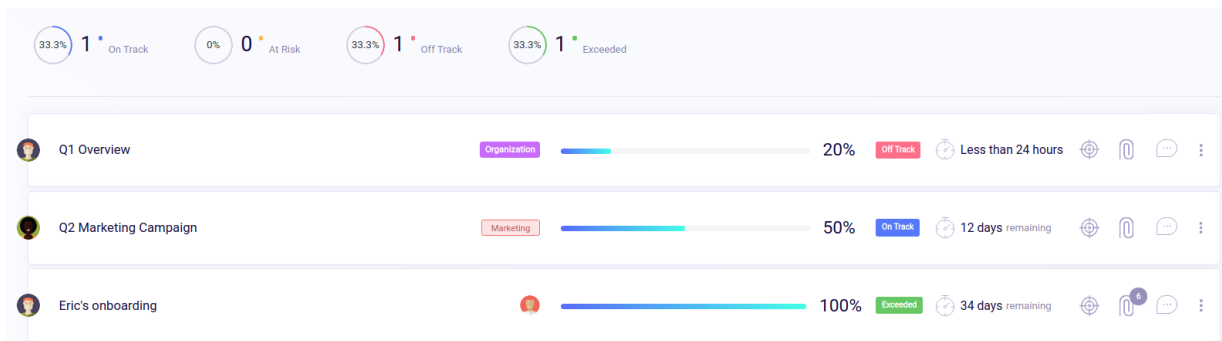 33.3% 1 On Track 0% 0 At Risk 33.3% 1 Off Track 33.3% 1 Exceeded
Q1 Overview Organization 20% Off Track Less than 24 hours
Q2 Marketing Campaign Marketing 50% On Track 12 days remaining
Eric's onboarding 100% Exceeded 34 days remaining 6